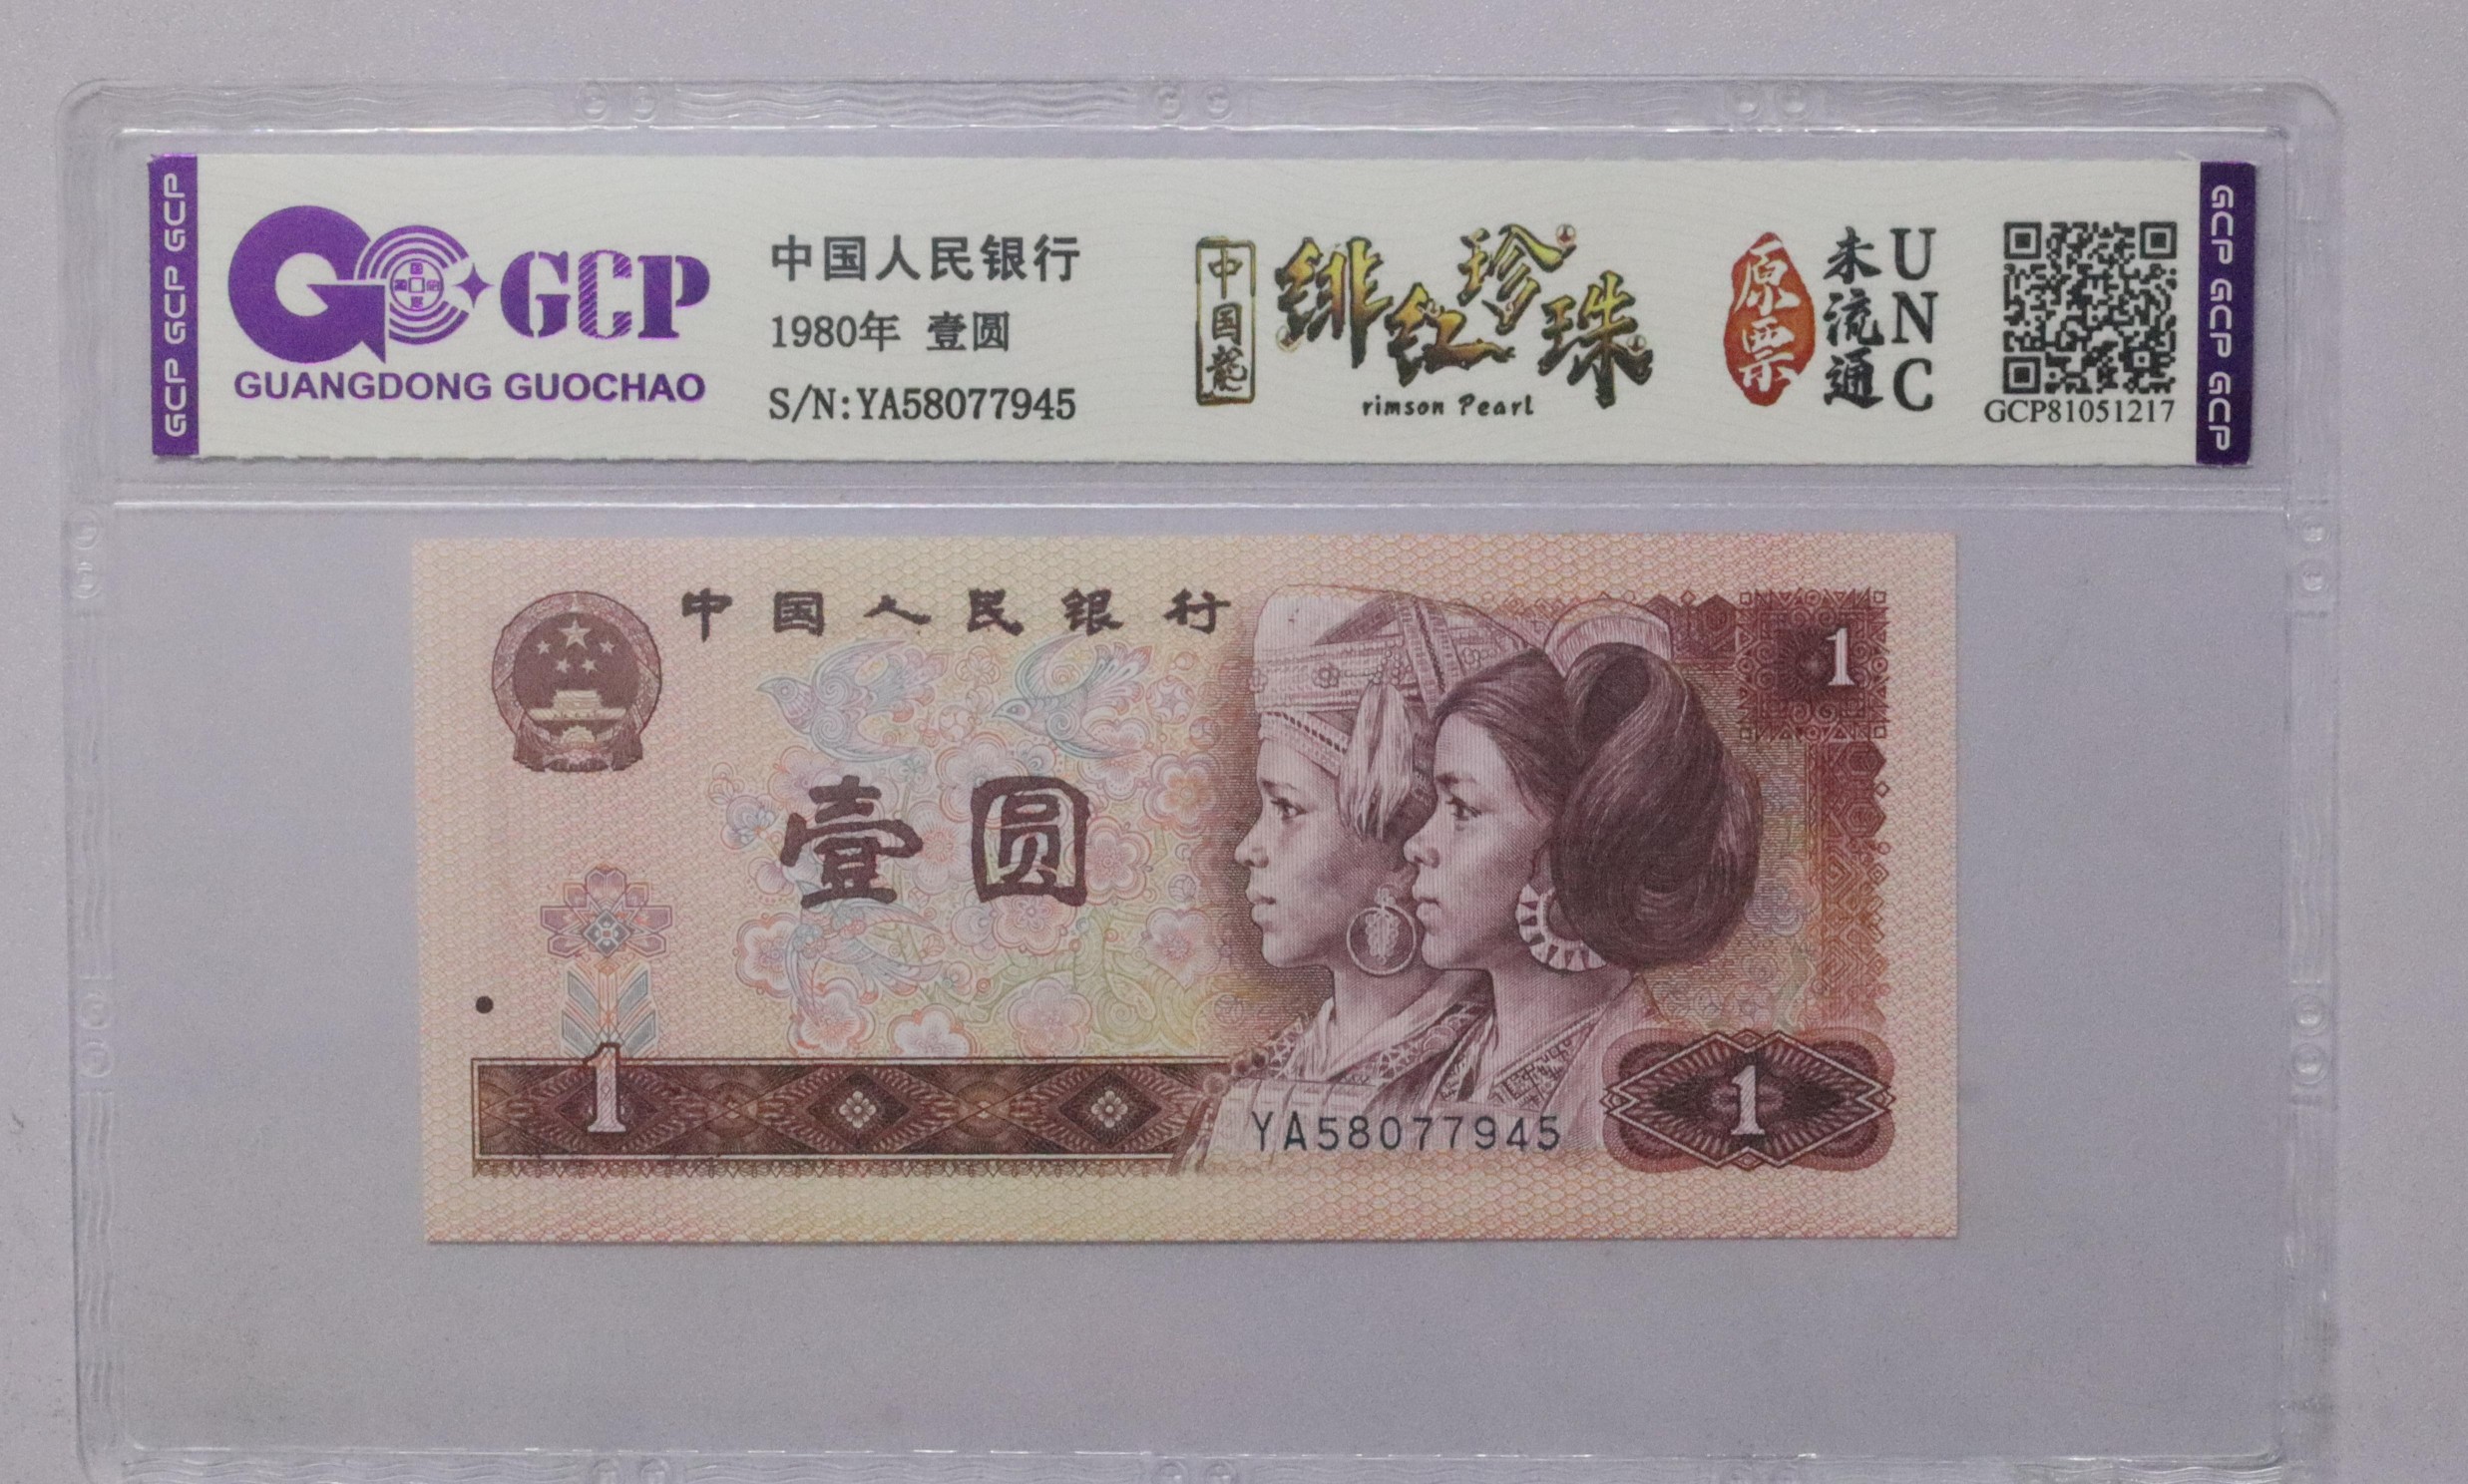 GCP GCP GCP
GCP
GUANGDONG GUOCHAO
中国人民银行
1980年 壹圆
S/N:YA58077945
中国龍
绯红珍珠
rimson Pearl
原票
未流通
UNC
GCP81051217
GCP GCP GCP
中国人民银行
1
壹圆
1
YA58077945
1